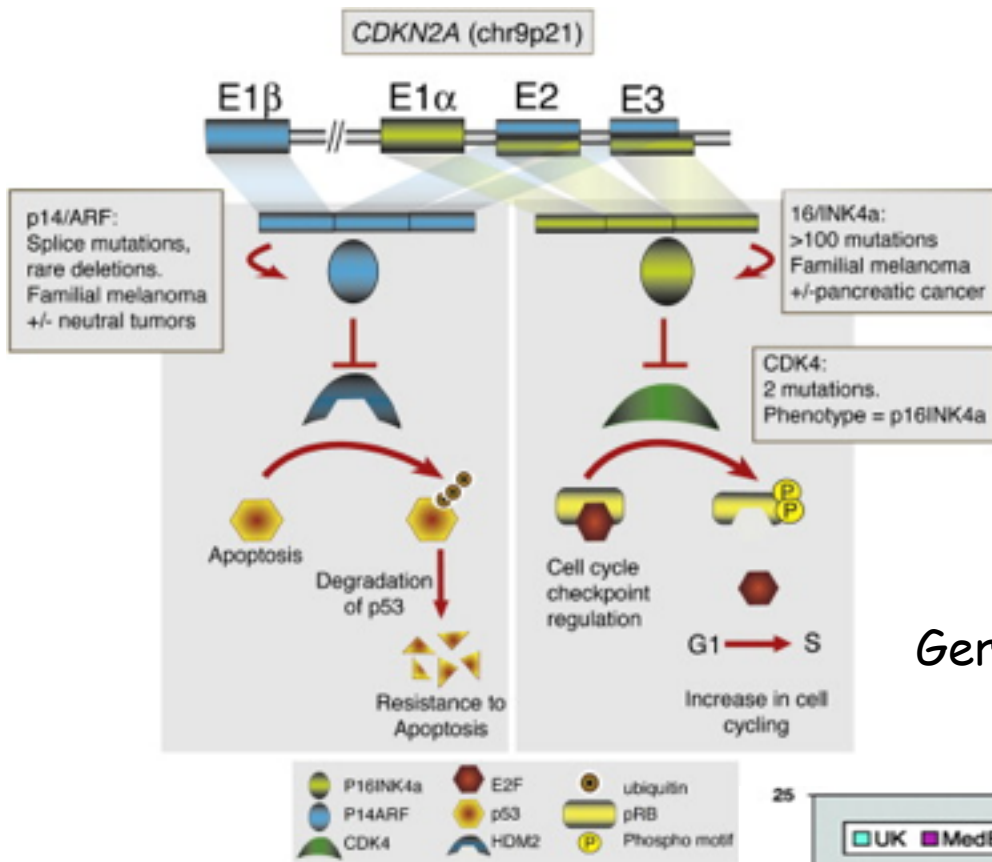 CDKN2A (chr9p21)
E1β E1α E2 E3
p14/ARF:
Splice mutations,
rare deletions.
Familial melanoma
+/- neutral tumors
16/INK4a:
>100 mutations
Familial melanoma
+/-pancreatic cancer
CDK4:
2 mutations.
Phenotype = p16INK4a
Apoptosis
Degradation
of p53
Resistance to
Apoptosis
Cell cycle
checkpoint
regulation
P
P
G1 S
Increase in cell
cycling
P16INK4a E2F ubiquitin
P14ARF p53 pRB
CDK4 HDM2 P Phospho motif
25
UK